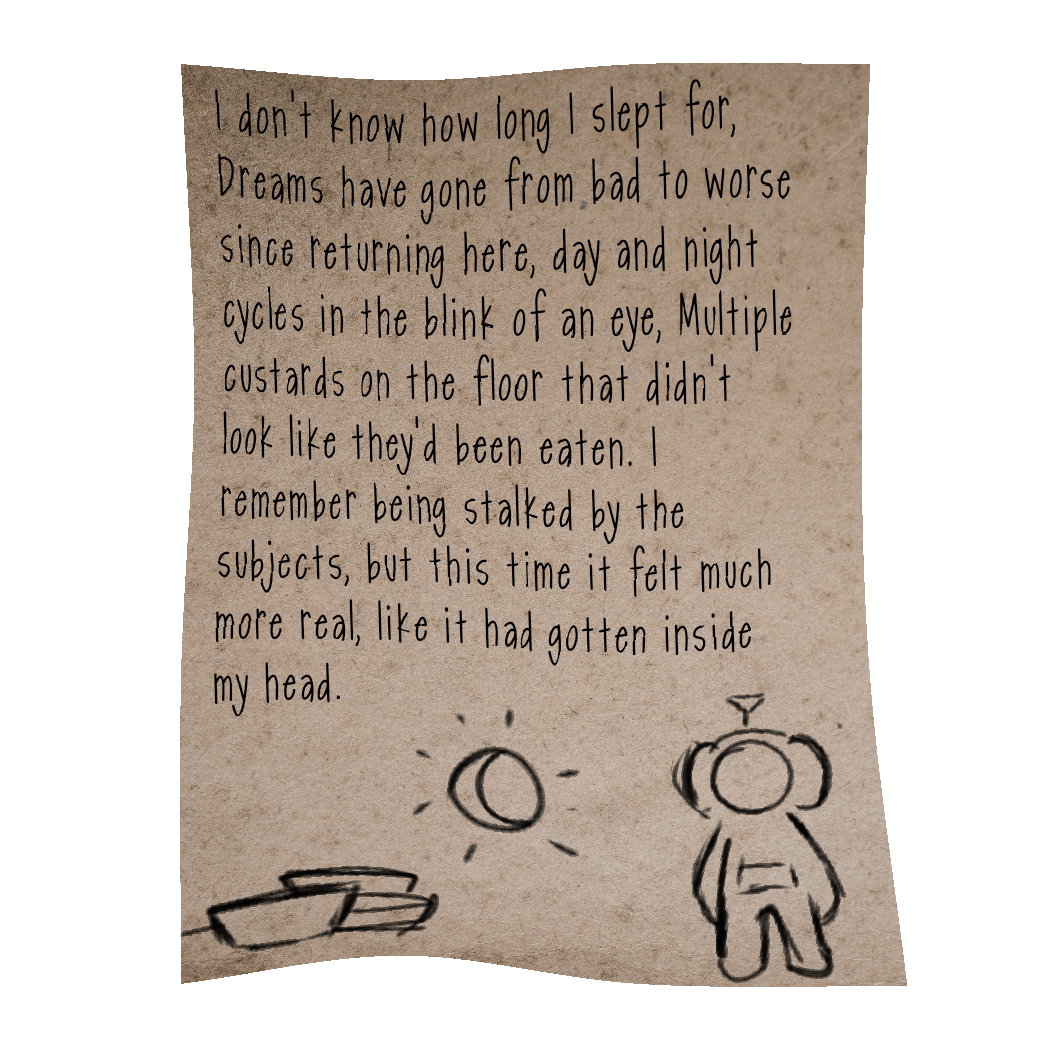 I don't know how long I slept for,
Dreams have gone from bad to worse
since returning here, day and night
cycles in the blink of an eye, Multiple
custards on the floor that didn't
look like they'd been eaten. I
remember being stalked by the
subjects, but this time it felt much
more real, like it had gotten inside
my head.